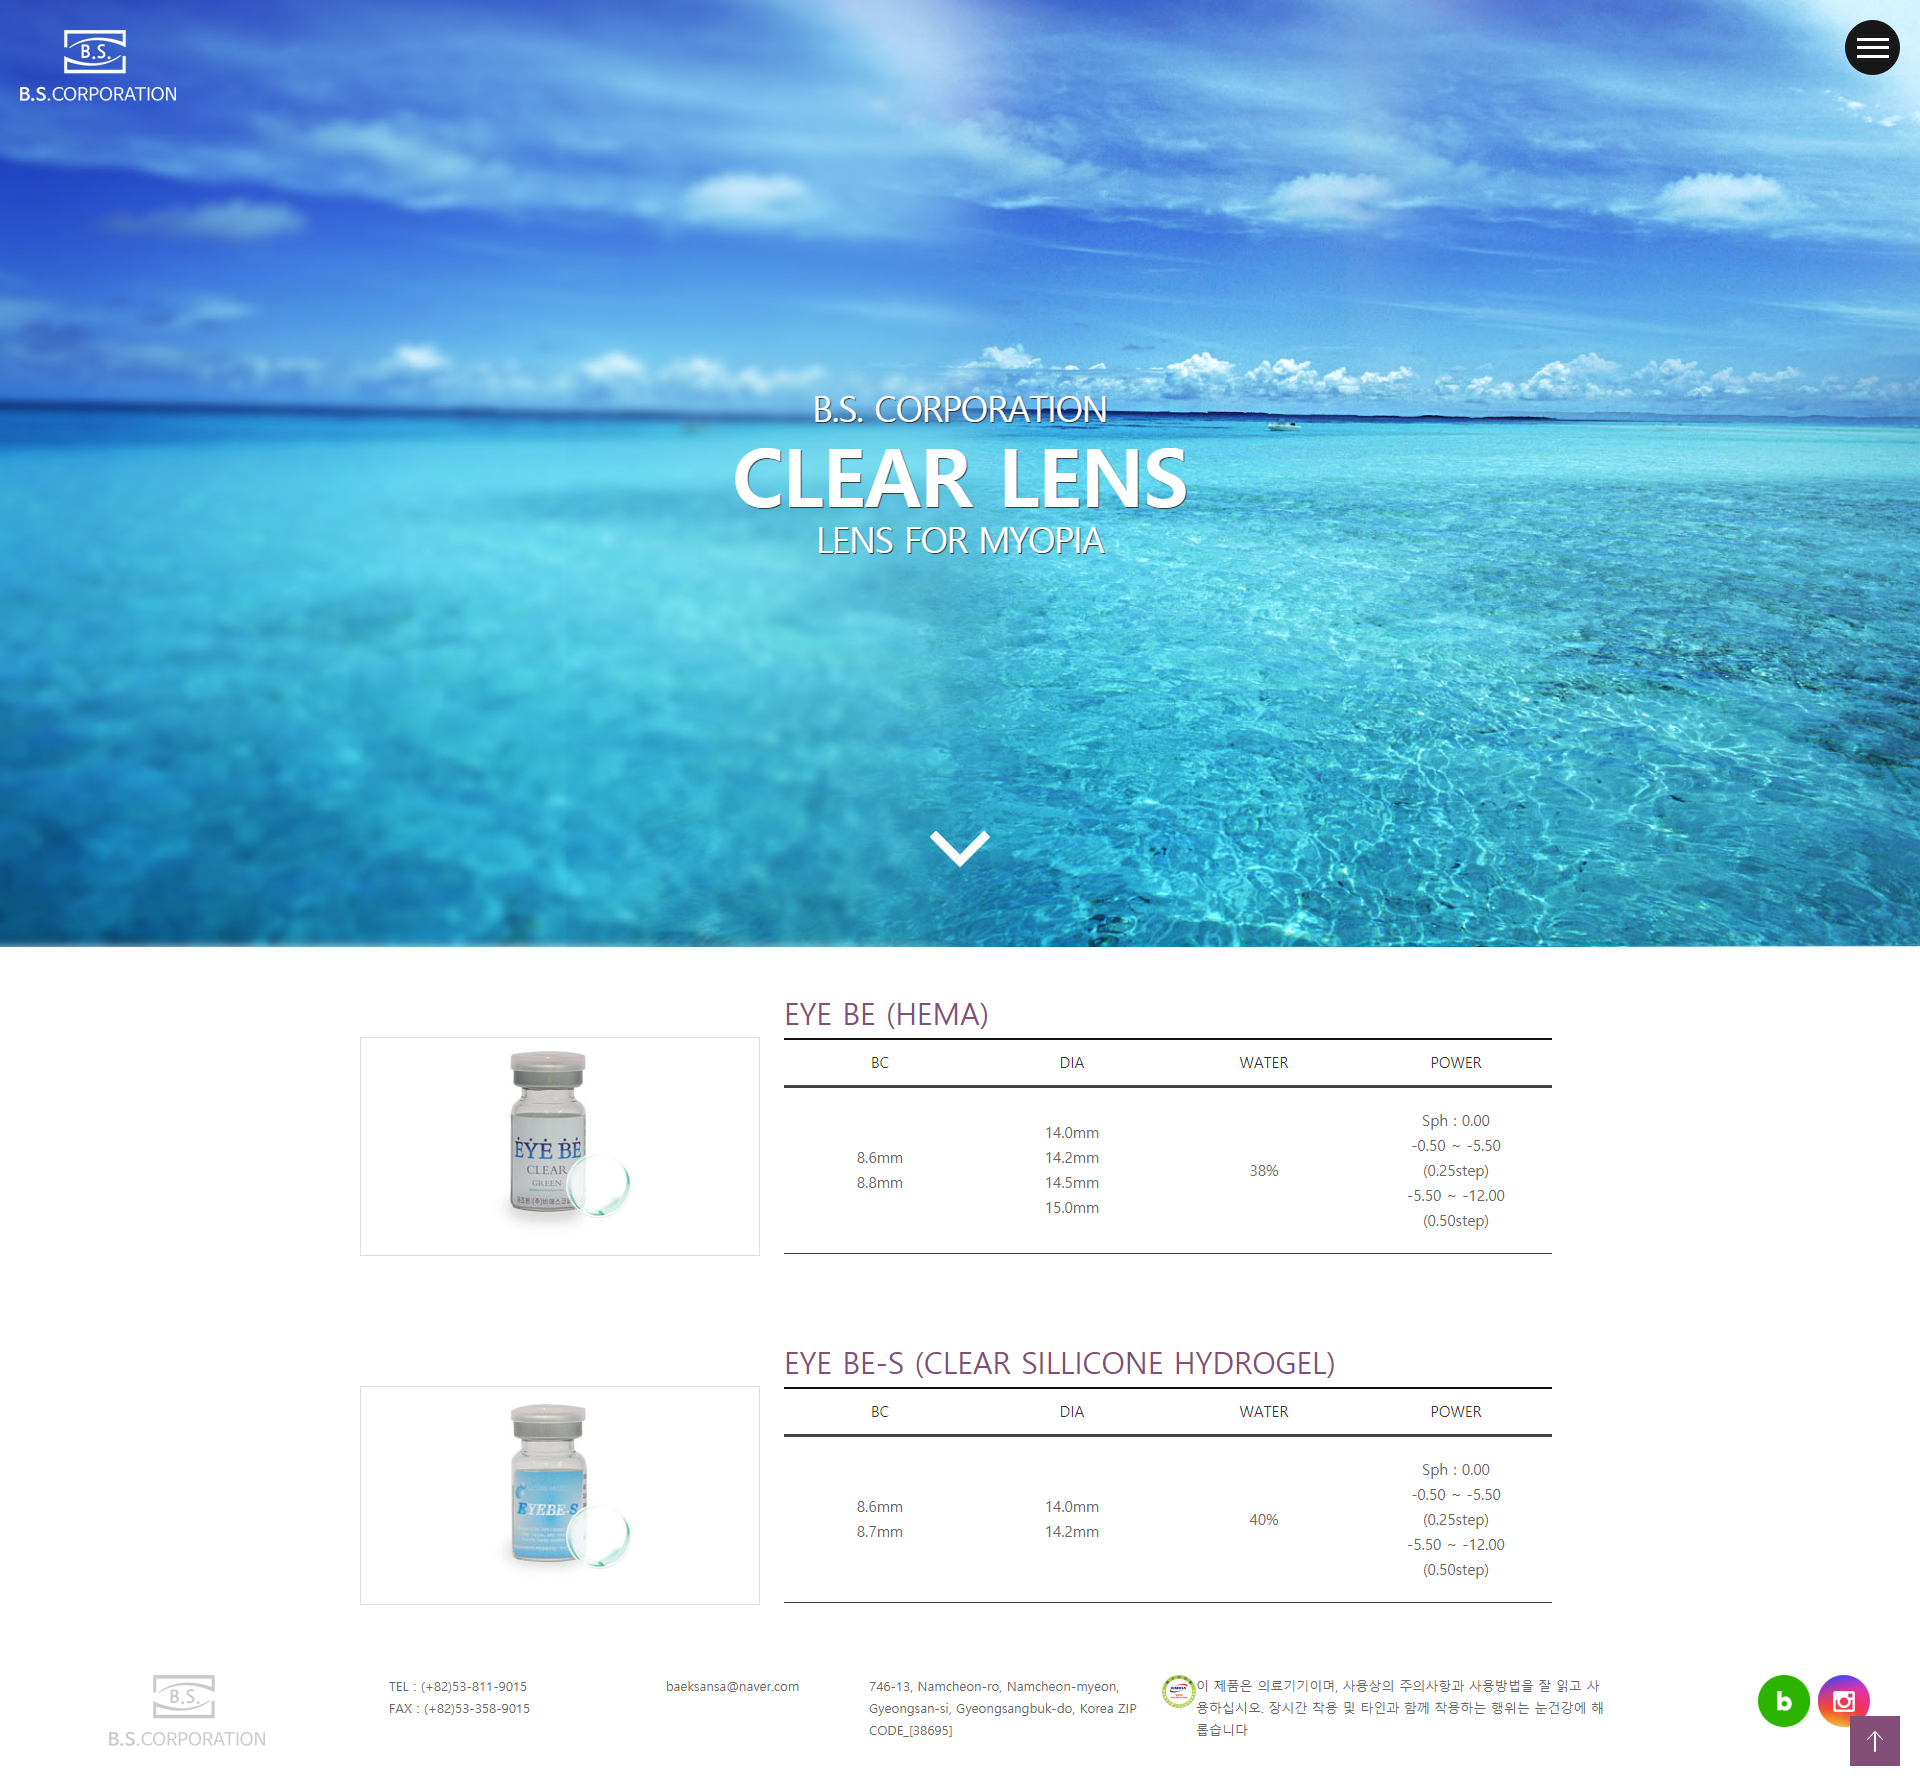 B.S.
B.S.CORPORATION
B.S. CORPORATION
CLEAR LENS
LENS FOR MYOPIA
EYE BE (HEMA)
BC DIA WATER POWER
8.6mm
8.8mm
14.0mm
14.2mm
14.5mm
15.0mm
38%
Sph : 0.00
-0.50 ~ -5.50
(0.25step)
-5.50 ~ -12.00
(0.50step)
EYE BE
CLEAR
GREEN
EYE BE-S (CLEAR SILLICONE HYDROGEL)
BC DIA WATER POWER
8.6mm
8.7mm
14.0mm
14.2mm
40%
Sph : 0.00
-0.50 ~ -5.50
(0.25step)
-5.50 ~ -12.00
(0.50step)
EYEBE-S
B.S.
B.S.CORPORATION
TEL : (+82)53-811-9015
FAX : (+82)53-358-9015
baeksansa@naver.com
746-13, Namcheon-ro, Namcheon-myeon,
Gyeongsan-si, Gyeongsangbuk-do, Korea ZIP
CODE_[38695]
이 제품은 의료기기이며, 사용상의 주의사항과 사용방법을 잘 읽고 사
용하십시오. 장시간 착용 및 타인과 함께 착용하는 행위는 눈건강에 해
롭습니다
b